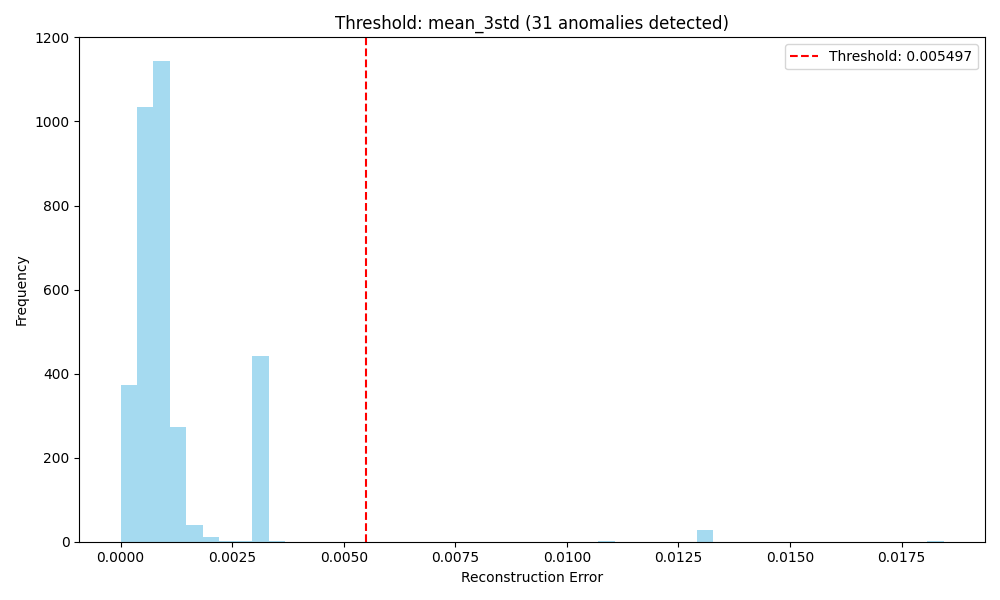 Threshold: mean_3std (31 anomalies detected)
Threshold: 0.005497
1200
1000
800
600
400
200
0
Frequency
0.0000 0.0025 0.0050 0.0075 0.0100 0.0125 0.0150 0.0175
Reconstruction Error